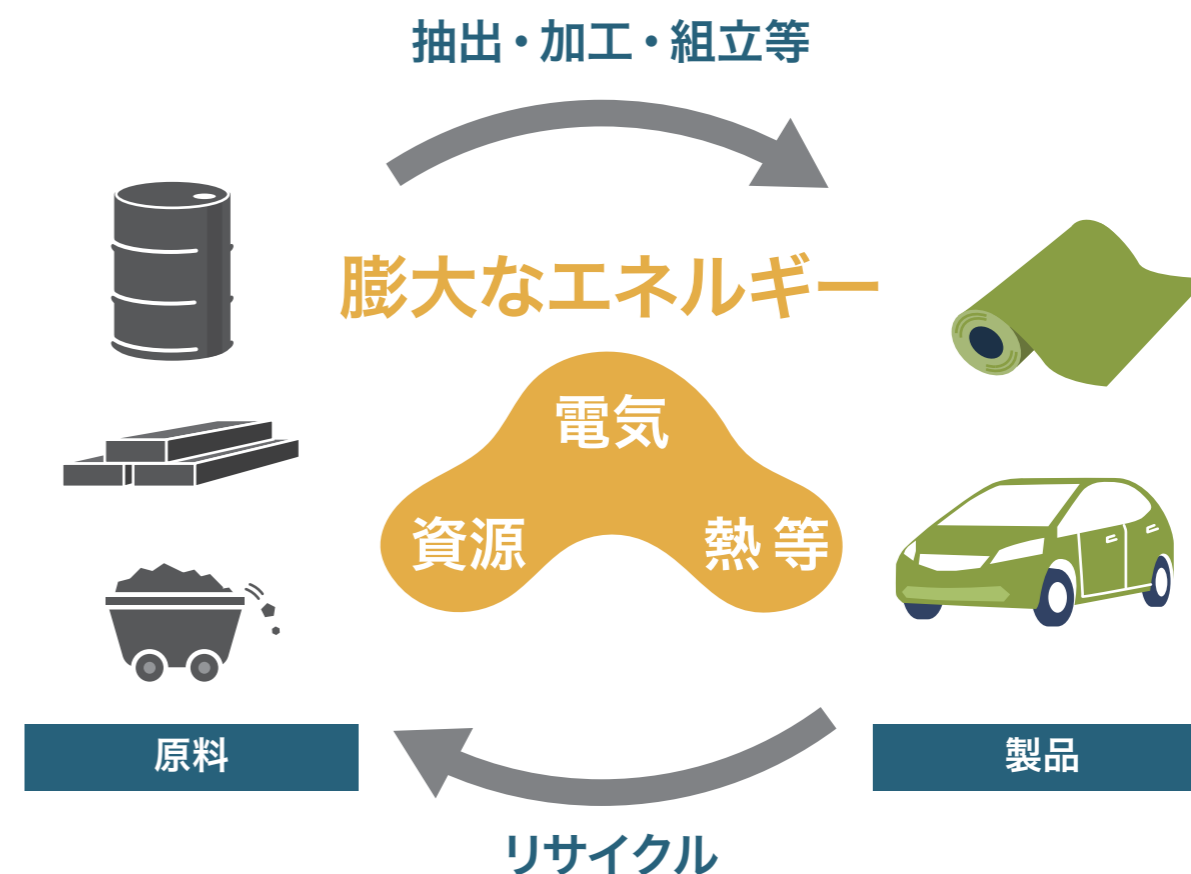 抽出・加工・組立等
膨大なエネルギー
電気
資源
熱等
原料
製品
リサイクル